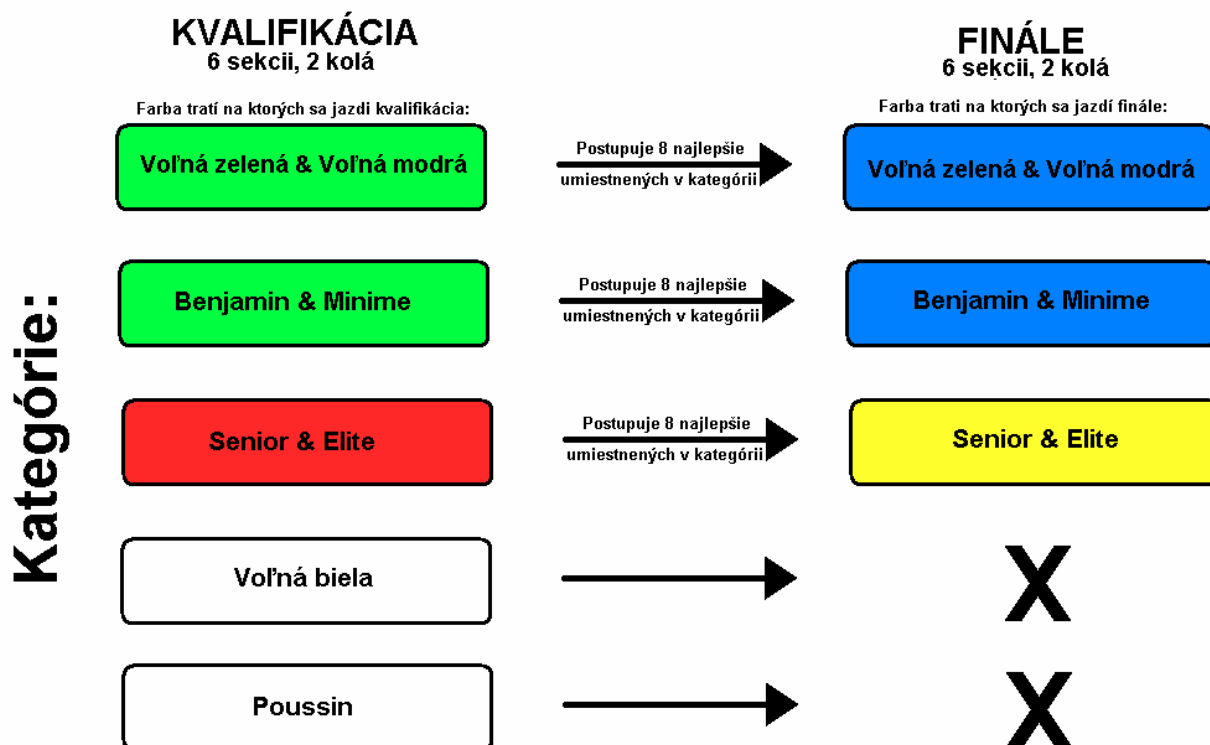 KVALIFIKÁCIA
6 sekcii, 2 kolá
FINÁLE
6 sekcii, 2 kolá
Farba tratí na ktorých sa jazdi kvalifikácia:
Farba trati na ktorých sa jazdí finále:
Kategórie:
Voľná zelená & Voľná modrá
Postupuje 8 najlepšie
umiestnených v kategórii
Voľná zelená & Voľná modrá
Benjamin & Minime
Postupuje 8 najlepšie
umiestnených v kategórii
Benjamin & Minime
Senior & Elite
Postupuje 8 najlepšie
umiestnených v kategórii
Senior & Elite
Voľná biela
X
Poussin
X